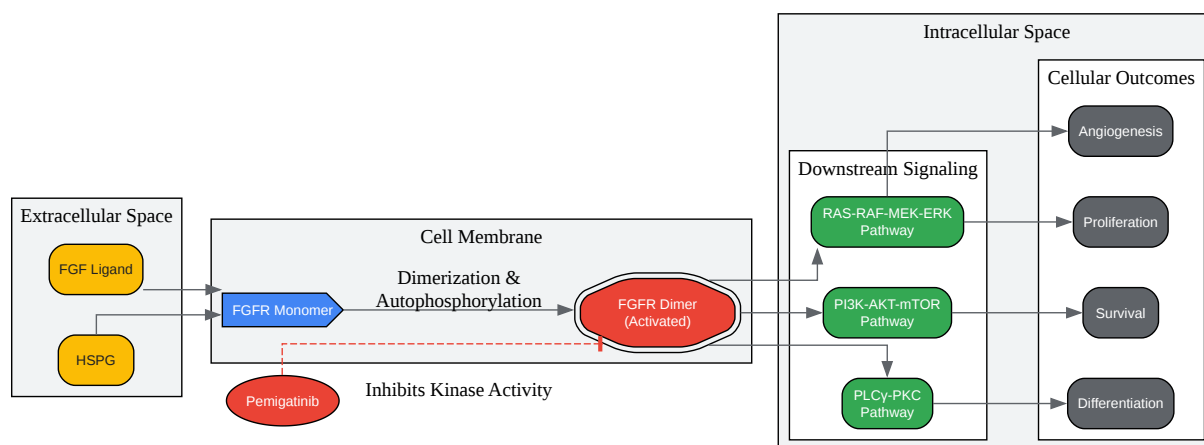 Extracellular Space
FGF Ligand
HSPG
Cell Membrane
FGFR Monomer
Dimerization &
Autophosphorylation
FGFR Dimer
(Activated)
Pemigatinib
Inhibits Kinase Activity
Intracellular Space
Downstream Signaling
RAS-RAF-MEK-ERK
Pathway
PI3K-AKT-mTOR
Pathway
PLCγ-PKC
Pathway
Cellular Outcomes
Angiogenesis
Proliferation
Survival
Differentiation